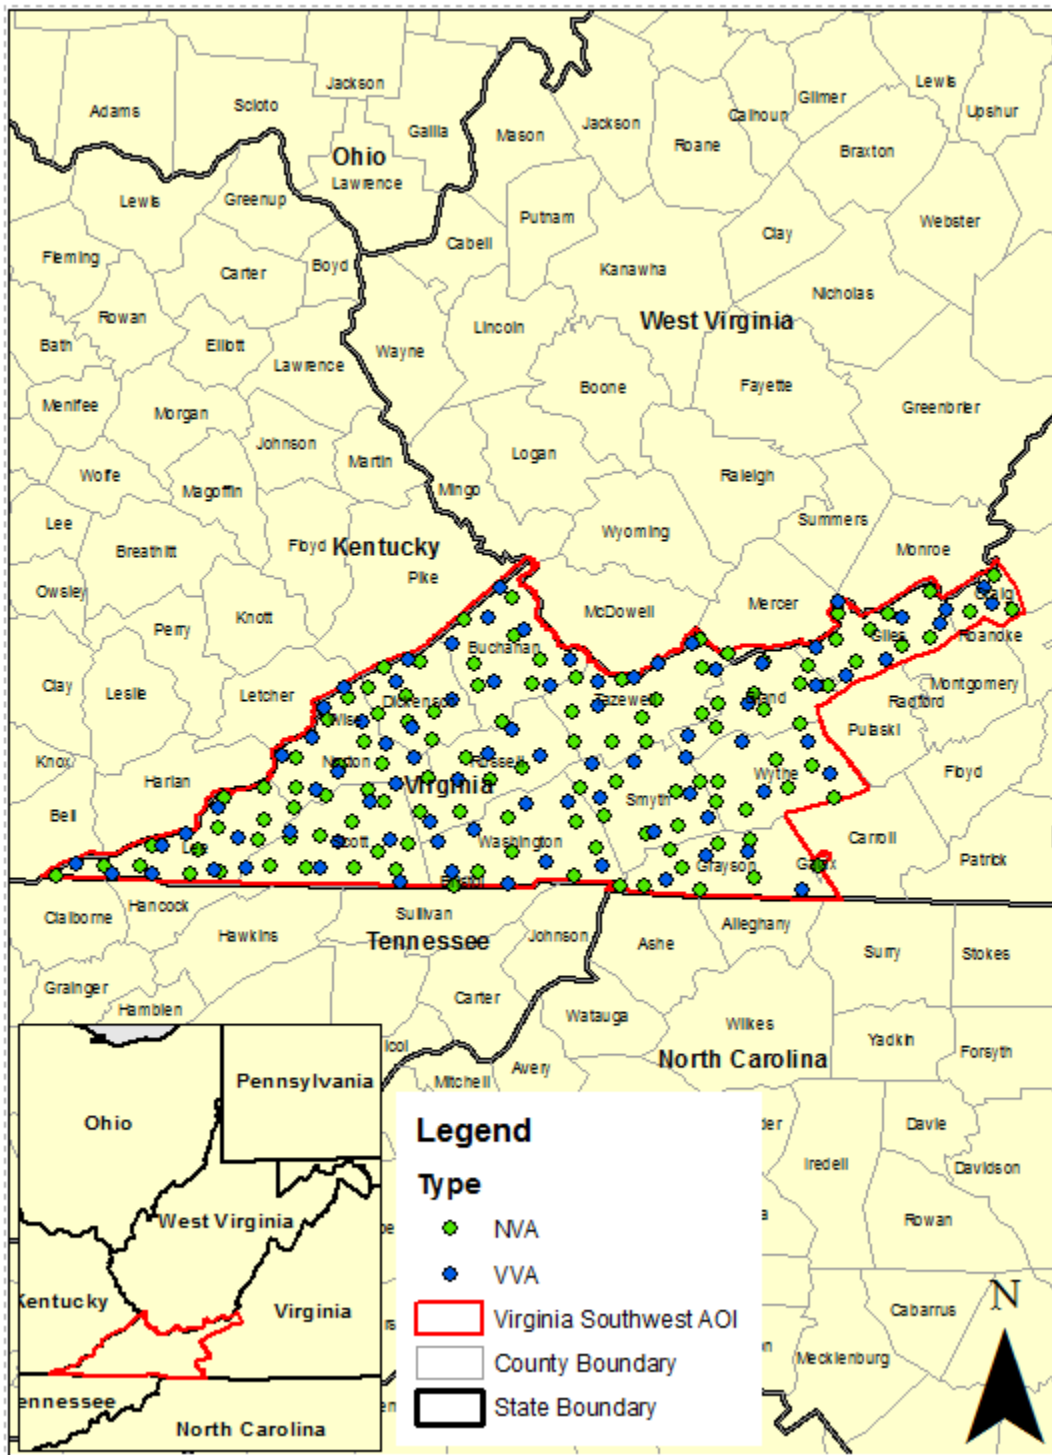 Jackson
Lewis
Adams
Scioto
Gallia
Mason
Jackson
Calhoun
Gilmer
Upshur
Roane
Braxton
Ohio
Lawrence
Lewis
Greenup
Putnam
Webster
Clay
Cabell
Fleming
Carter
Boyd
Kanawha
Nicholas
Rowan
Lincoln
West Virginia
Bath
Elliott
Lawrence
Wayne
Boone
Fayette
Menifee
Morgan
Greenbrier
Johnson
Martin
Logan
Wolfe
Magoffin
Mingo
Raleigh
Lee
Breathitt
Floyd
Kentucky
Wyoming
Summers
Monroe
Owsley
Pike
Knott
McDowell
Mercer
Craig
Perry
Buchanan
Giles
Roanoke
Clay
Leslie
Letcher
Dickenson
Tazewell
Bland
Montgomery
Radford
Wise
Pulaski
Knox
Harlan
Norton
Russell
Wythe
Floyd
Virginia
Smyth
Bell
Lee
Scott
Washington
Carroll
Patrick
Grayson
Galax
Bristol
Claiborne
Hancock
Sullivan
Hawkins
Tennessee
Johnson
Ashe
Alleghany
Surry
Stokes
Grainger
Hamblen
Carter
Watauga
Wilkes
Yadkin
Forsyth
Mitchell
Avery
North Carolina
Davie
Iredell
Davidson
Rowan
Cabarrus
Mecklenburg
N
Pennsylvania
Ohio
West Virginia
Kentucky
Virginia
ennessee
North Carolina
Legend
Type
NVA
VVA
Virginia Southwest AOI
County Boundary
State Boundary